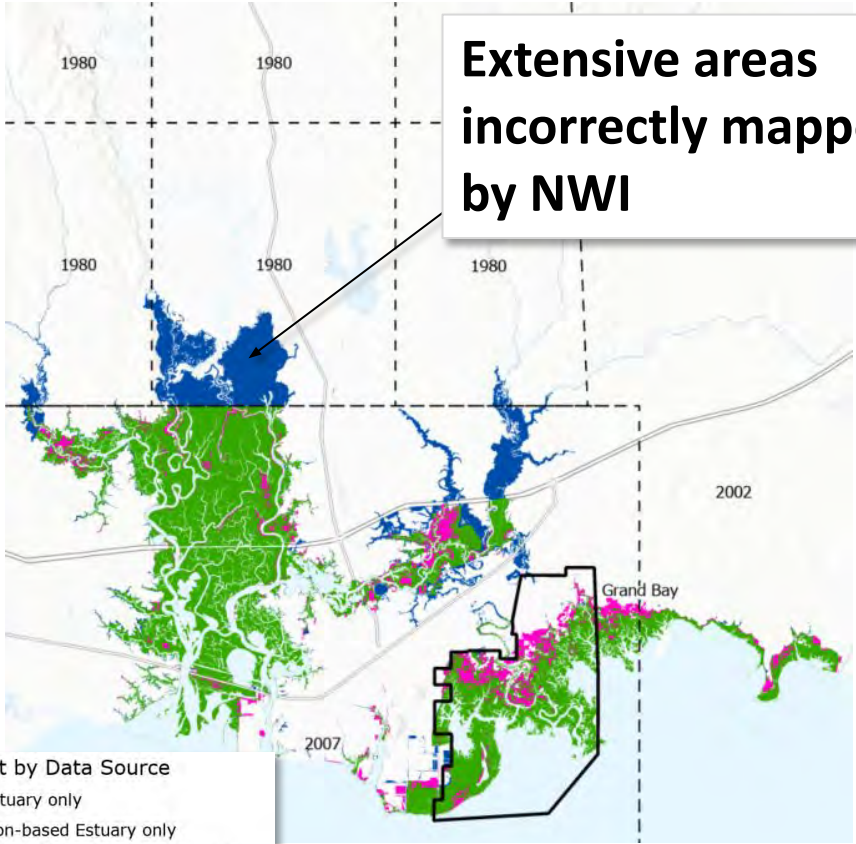 1980
1980
Extensive areas
incorrectly mapp
by NWI
1980
1980
1980
2002
Grand Bay
2007
t by Data Source
tuary only
on-based Estuary only